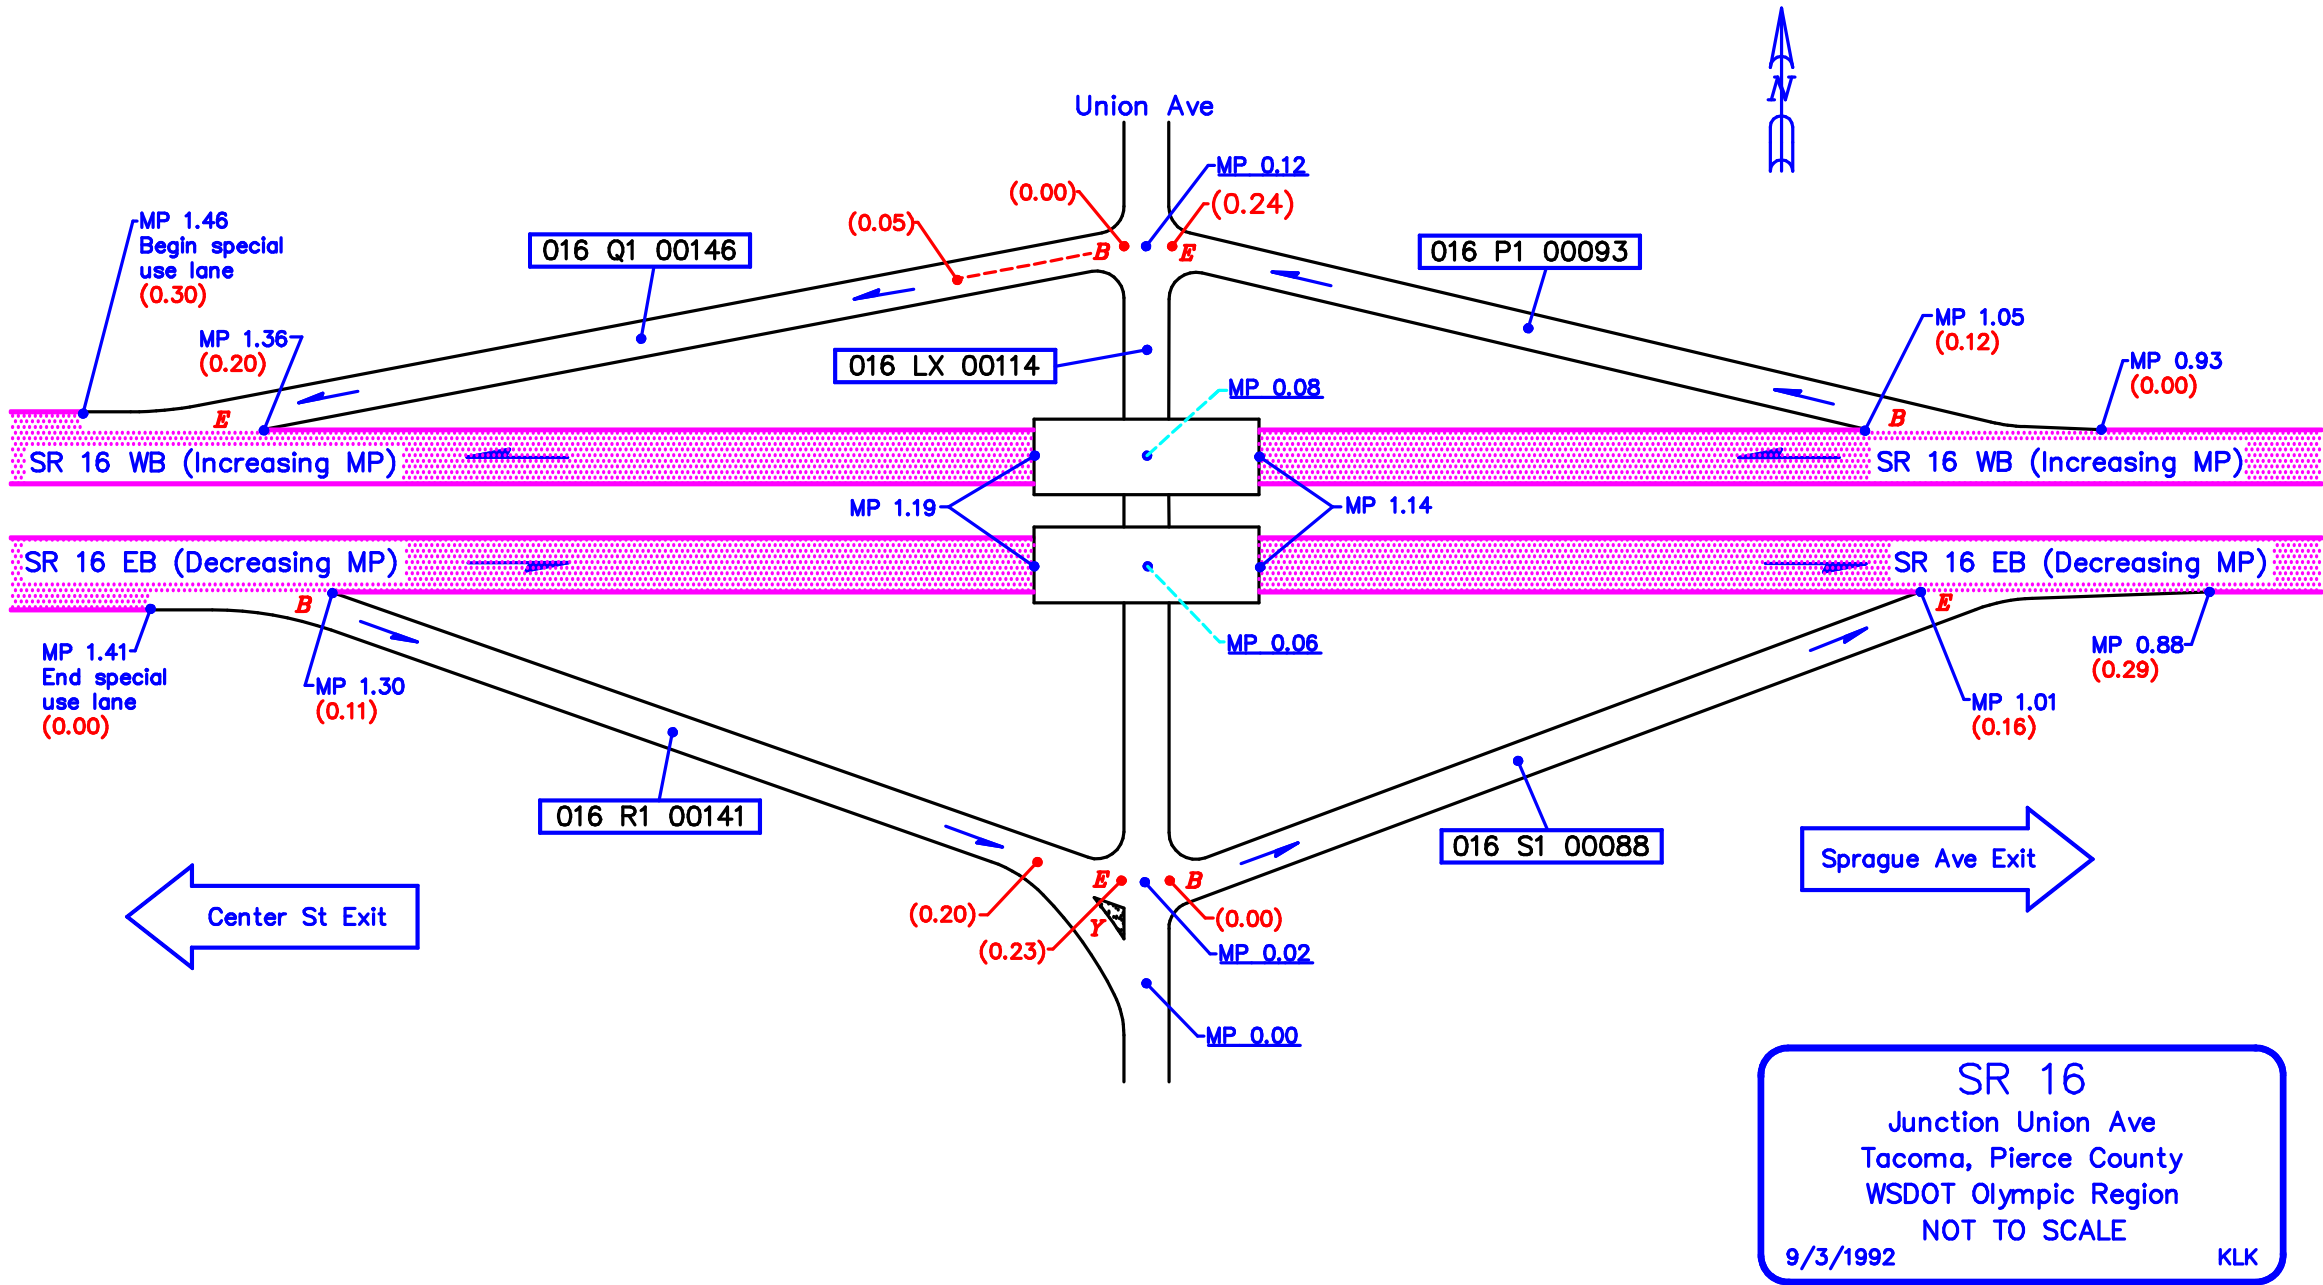 N
Union Ave
MP 0.12
(0.00)
(0.24)
(0.05)
MP 1.46
Begin special
use lane
(0.30)
016 Q1 00146
B
E
016 P1 00093
MP 1.36
(0.20)
MP 1.05
(0.12)
016 LX 00114
MP 0.93
(0.00)
MP 0.08
E
B
SR 16 WB (Increasing MP)
SR 16 WB (Increasing MP)
MP 1.19
MP 1.14
SR 16 EB (Decreasing MP)
SR 16 EB (Decreasing MP)
B
E
MP 1.41
End special
use lane
(0.00)
MP 0.06
MP 0.88
(0.29)
MP 1.30
(0.11)
MP 1.01
(0.16)
016 R1 00141
016 S1 00088
Sprague Ave Exit
E
B
Center St Exit
(0.20)
(0.00)
Y
(0.23)
MP 0.02
MP 0.00
SR 16
Junction Union Ave
Tacoma, Pierce County
WSDOT Olympic Region
NOT TO SCALE
9/3/1992
KLK